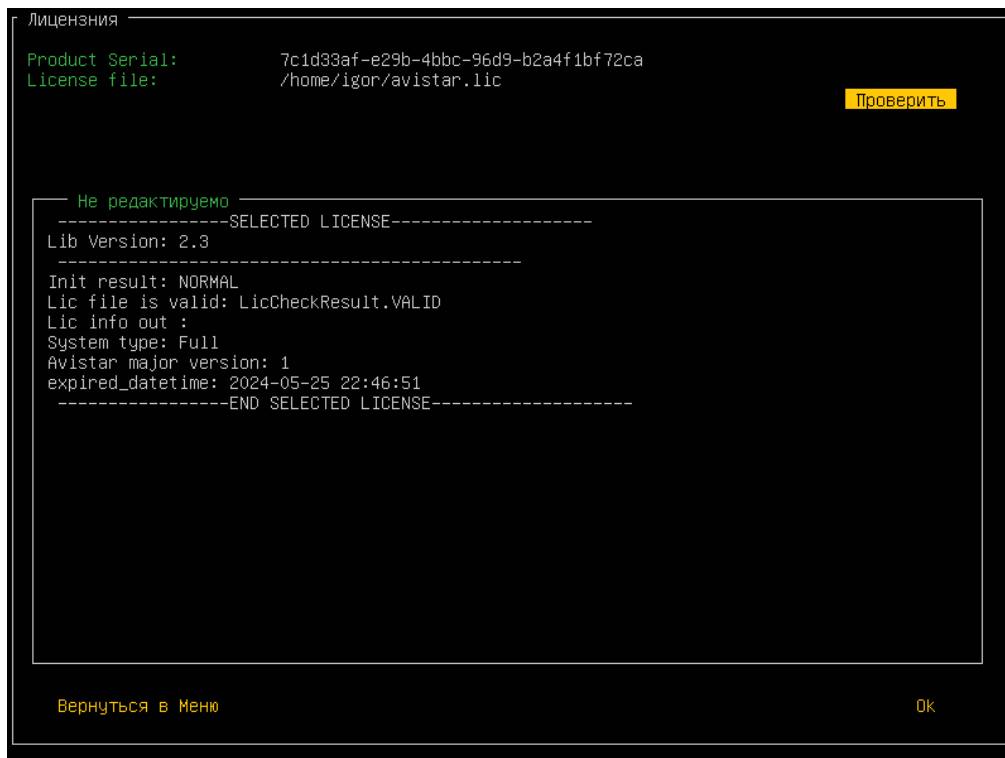 Лицензния
Product Serial: 7c1d33af-e29b-4bbc-96d9-b2a4f1bf72ca
License file: /home/igor/avistar.lic
Проверить
Не редактируемо
-----------------SELECTED LICENSE--------------------
Lib Version: 2.3
----------------------------------------------
Init result: NORMAL
Lic file is valid: LicCheckResult.VALID
Lic info out :
System type: Full
Avistar major version: 1
expired_datetime: 2024-05-25 22:46:51
-----------------END SELECTED LICENSE--------------------
Вернуться в Меню Ok